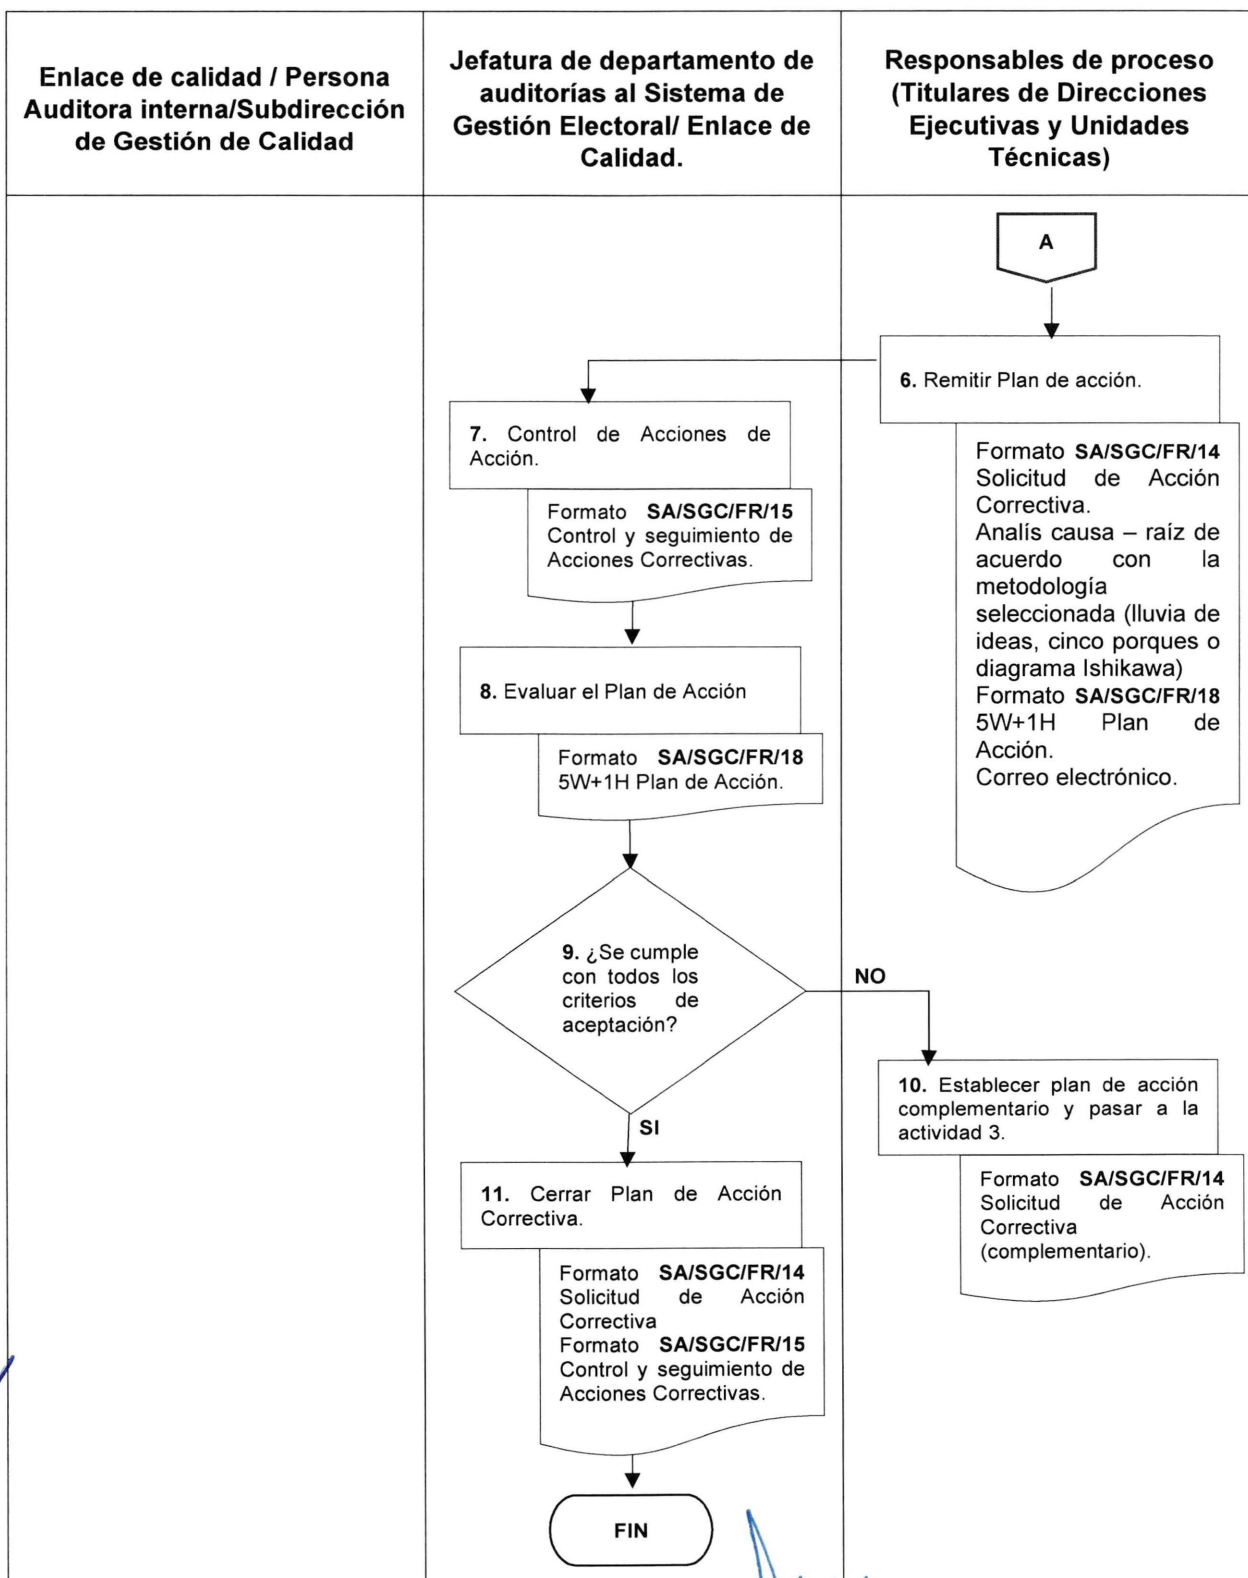 Enlace de calidad / Persona
Auditora interna/Subdirección
de Gestión de Calidad
Jefatura de departamento de
auditorías al Sistema de
Gestión Electoral/ Enlace de
Calidad.
Responsables de proceso
(Titulares de Direcciones
Ejecutivas y Unidades
Técnicas)
A
6. Remitir Plan de acción.
Formato SA/SGC/FR/14
Solicitud de Acción
Correctiva.
Analís causa – raíz de
acuerdo con la
metodología
seleccionada (lluvia de
ideas, cinco porques o
diagrama Ishikawa)
Formato SA/SGC/FR/18
5W+1H Plan de
Acción.
Correo electrónico.
7. Control de Acciones de
Acción.
Formato SA/SGC/FR/15
Control y seguimiento de
Acciones Correctivas.
8. Evaluar el Plan de Acción
Formato SA/SGC/FR/18
5W+1H Plan de Acción.
9. ¿Se cumple
con todos los
criterios de
aceptación?
NO
10. Establecer plan de acción
complementario y pasar a la
actividad 3.
Formato SA/SGC/FR/14
Solicitud de Acción
Correctiva
(complementario).
SI
11. Cerrar Plan de Acción
Correctiva.
Formato SA/SGC/FR/14
Solicitud de Acción
Correctiva
Formato SA/SGC/FR/15
Control y seguimiento de
Acciones Correctivas.
FIN